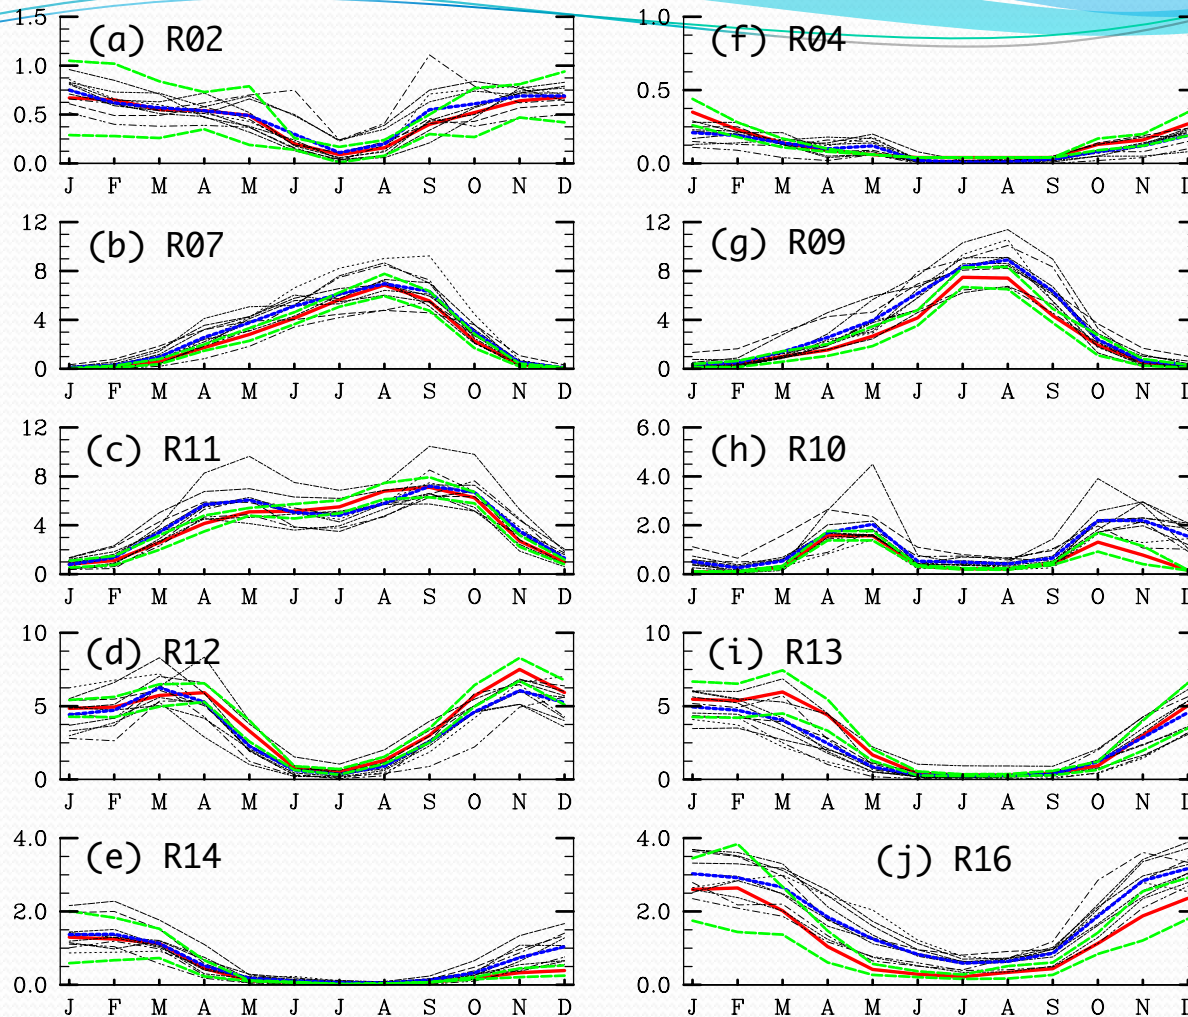 (a) R02
1.5
1.0
0.5
0.0
J F M A M J J A S O N D
(f) R04
1.0
0.5
0.0
J F M A M J J A S O N D
(b) R07
12
8
4
0
J F M A M J J A S O N D
(g) R09
12
8
4
0
J F M A M J J A S O N D
(c) R11
12
8
4
0
J F M A M J J A S O N D
(h) R10
6.0
4.0
2.0
0.0
J F M A M J J A S O N D
(d) R12
10
5
0
J F M A M J J A S O N D
(i) R13
10
5
0
J F M A M J J A S O N D
(e) R14
4.0
2.0
0.0
J F M A M J J A S O N D
(j) R16
4.0
2.0
0.0
J F M A M J J A S O N D